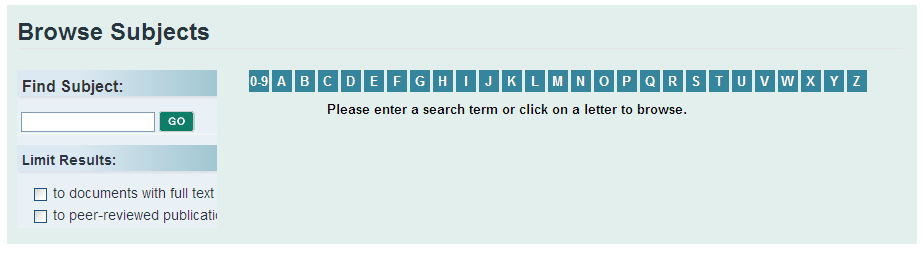 Browse Subjects
Find Subject:
GO
Limit Results:
to documents with full text
to peer-reviewed publicati
0-9 A B C D E F G H I J K L M N O P Q R S T U V W X Y Z
Please enter a search term or click on a letter to browse.